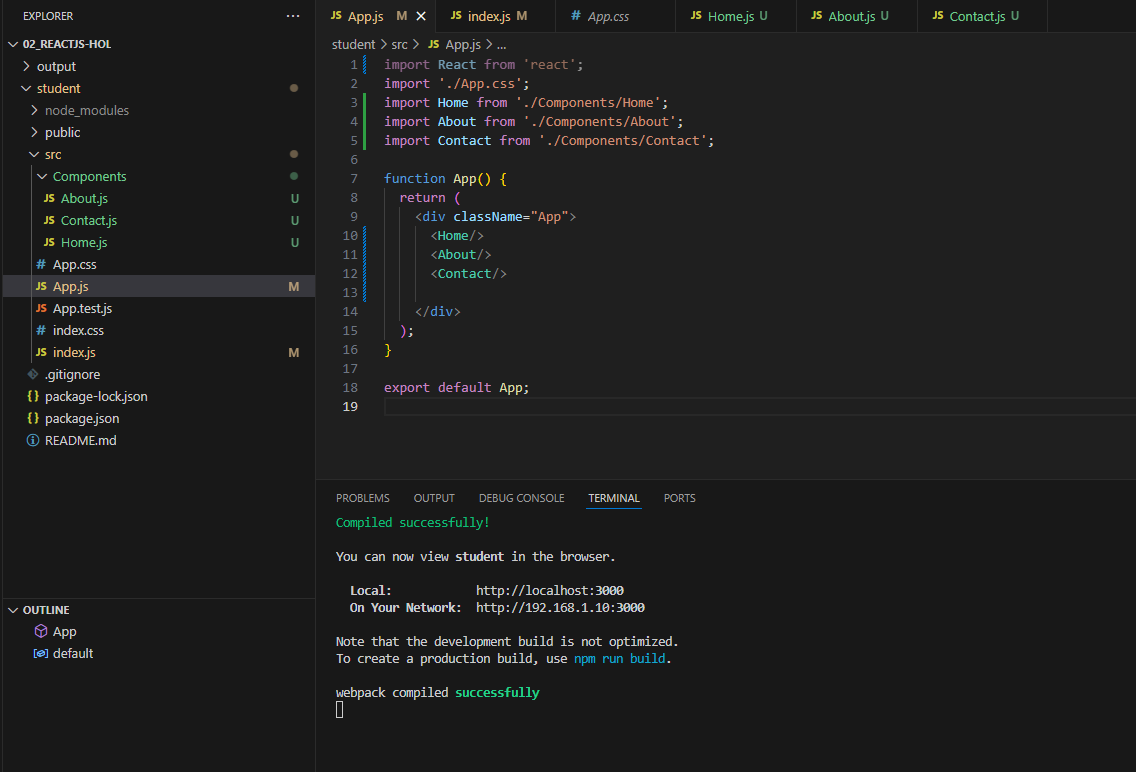 EXPLORER ...
02_REACTJS-HOL
output
student
node_modules
public
src
Components
JS About.js U
JS Contact.js U
JS Home.js U
# App.css
JS App.js M
JS App.test.js
# index.css
JS index.js M
.gitignore
{} package-lock.json
{} package.json
README.md
OUTLINE
App
default
JS App.js M JS index.js M # App.css JS Home.js U JS About.js U JS Contact.js U
student > src > JS App.js > ...
1 import React from 'react';
2 import './App.css';
3 import Home from './Components/Home';
4 import About from './Components/About';
5 import Contact from './Components/Contact';
6
7 function App() {
8 return (
9 <div className="App">
10 <Home/>
11 <About/>
12 <Contact/>
13
14 </div>
15 );
16 }
17
18 export default App;
19
PROBLEMS OUTPUT DEBUG CONSOLE TERMINAL PORTS
Compiled successfully!
You can now view student in the browser.
Local: http://localhost:3000
On Your Network: http://192.168.1.10:3000
Note that the development build is not optimized.
To create a production build, use npm run build.
webpack compiled successfully